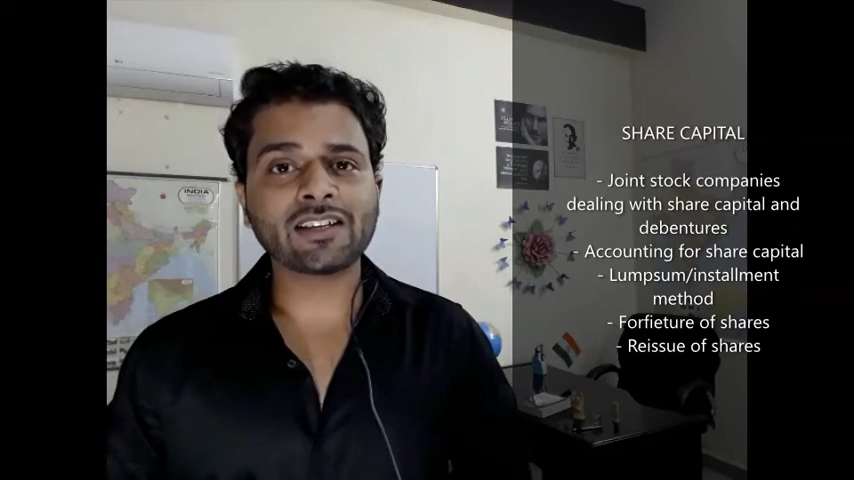 INDIA
SHARE CAPITAL
- Joint stock companies
dealing with share capital and
debentures
- Accounting for share capital
- Lumpsum/installment
method
- Forfieture of shares
- Reissue of shares